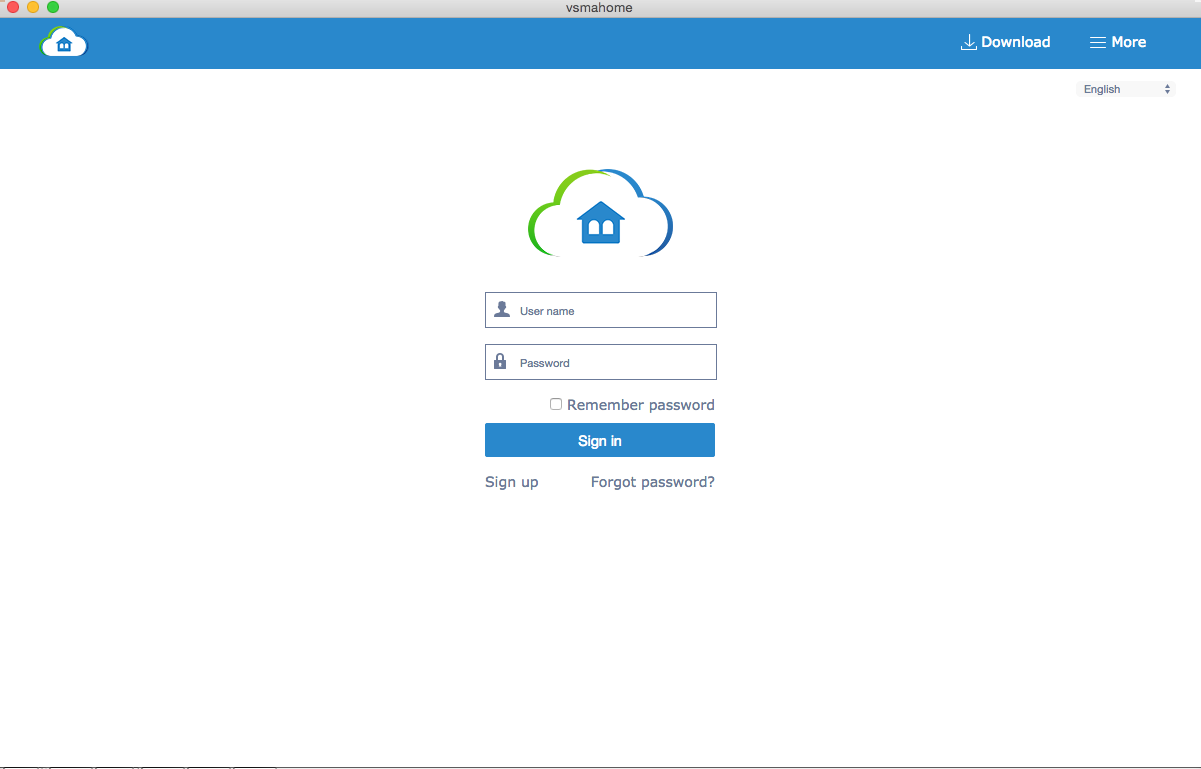 vsmahome
Download More
English
User name
Password
Remember password
Sign in
Sign up Forgot password?